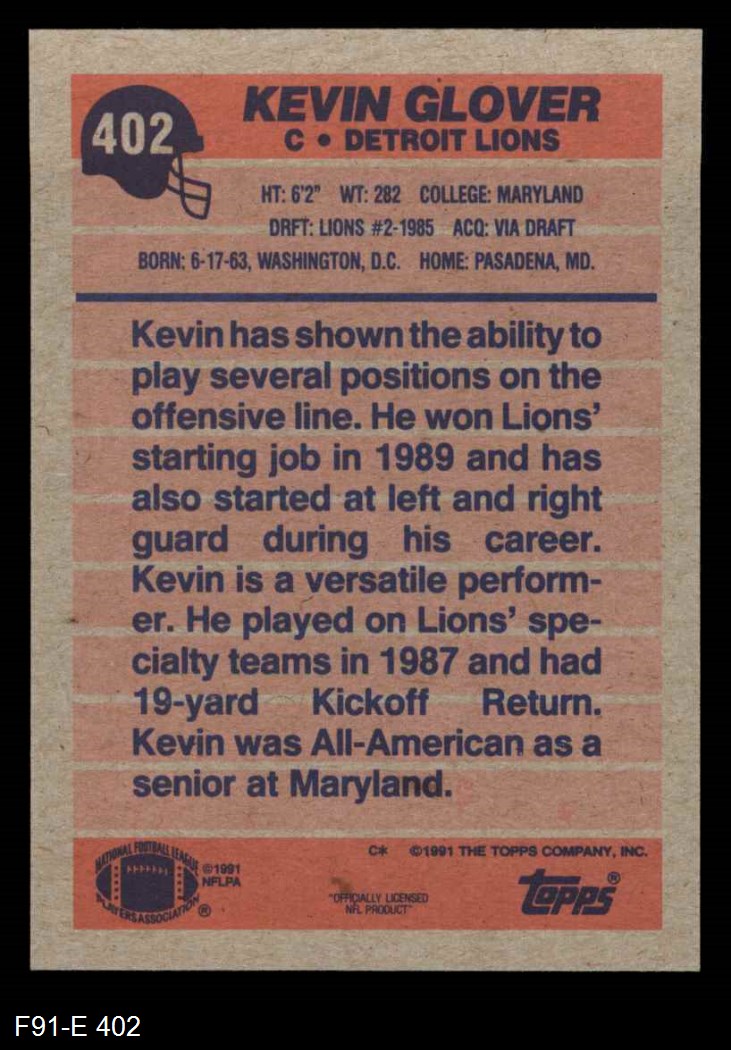 402
KEVIN GLOVER
C • DETROIT LIONS
HT: 6'2" WT: 282 COLLEGE: MARYLAND
DRFT: LIONS #2-1985 ACQ: VIA DRAFT
BORN: 6-17-63, WASHINGTON, D.C. HOME: PASADENA, MD.
Kevin has shown the ability to
play several positions on the
offensive line. He won Lions'
starting job in 1989 and has
also started at left and right
guard during his career.
Kevin is a versatile perform-
er. He played on Lions' spe-
cialty teams in 1987 and had
19-yard Kickoff Return.
Kevin was All-American as a
senior at Maryland.
C* ©1991 THE TOPPS COMPANY, INC.
NATIONAL FOOTBALL LEAGUE
PLAYERS ASSOCIATION ®
©1991
NFLPA
"OFFICIALLY LICENSED
NFL PRODUCT"
topps®
F91-E 402